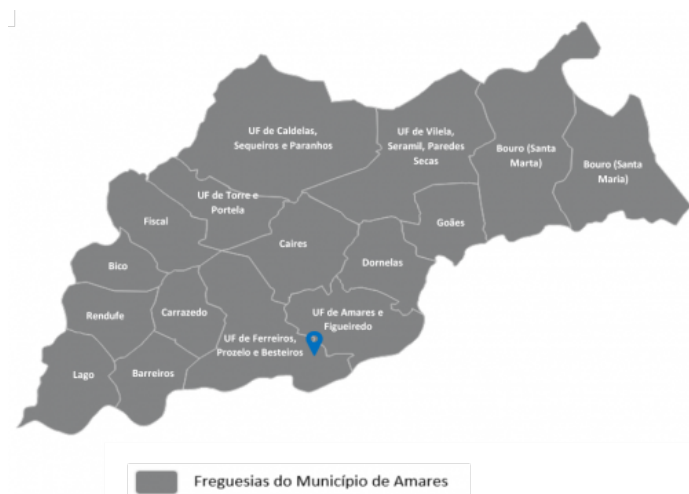 UF de Caldelas,
Sequeiros e Paranhos
UF de Vilela,
Seramil, Paredes
Secas
Bouro (Santa
Marta)
Bouro (Santa
Maria)
UF de Torre e
Portela
Fiscal
Goães
Caires
Dornelas
Bico
Rendufe
Carrazedo
UF de Amares e
Figueiredo
UF de Ferreiros,
Prozelo e Besteiros
Lago
Barreiros
Freguesias do Município de Amares